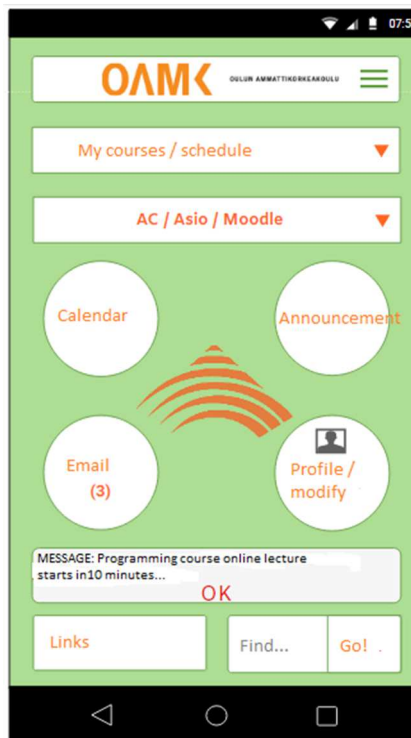 07:5
OAMK OULUN AMMATTIKORKEAKOULU
My courses / schedule
AC / Asio / Moodle
Calendar
Announcement
Email
(3)
Profile /
modify
MESSAGE: Programming course online lecture
starts in10 minutes...
OK
Links
Find...
Go! .